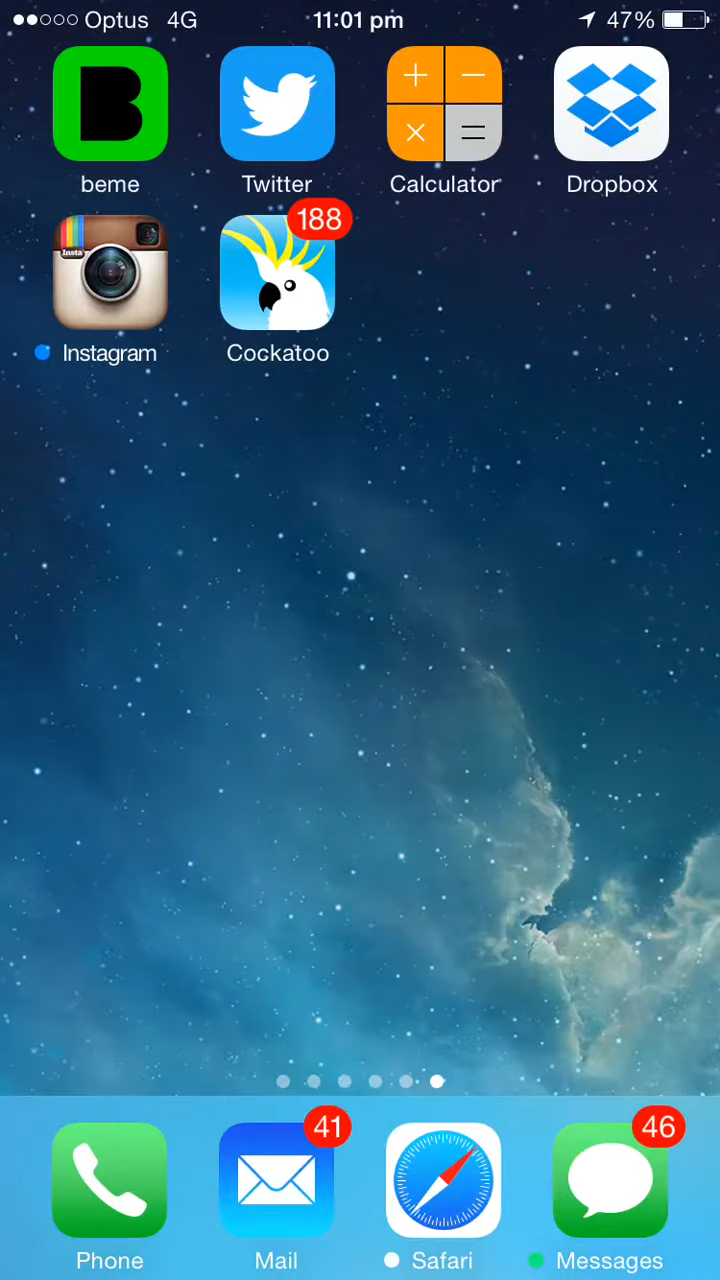 Optus 4G 11:01 pm 47%
B
beme Twitter Calculator Dropbox
188
Insta
Instagram Cockatoo
41 46
Phone Mail Safari Messages